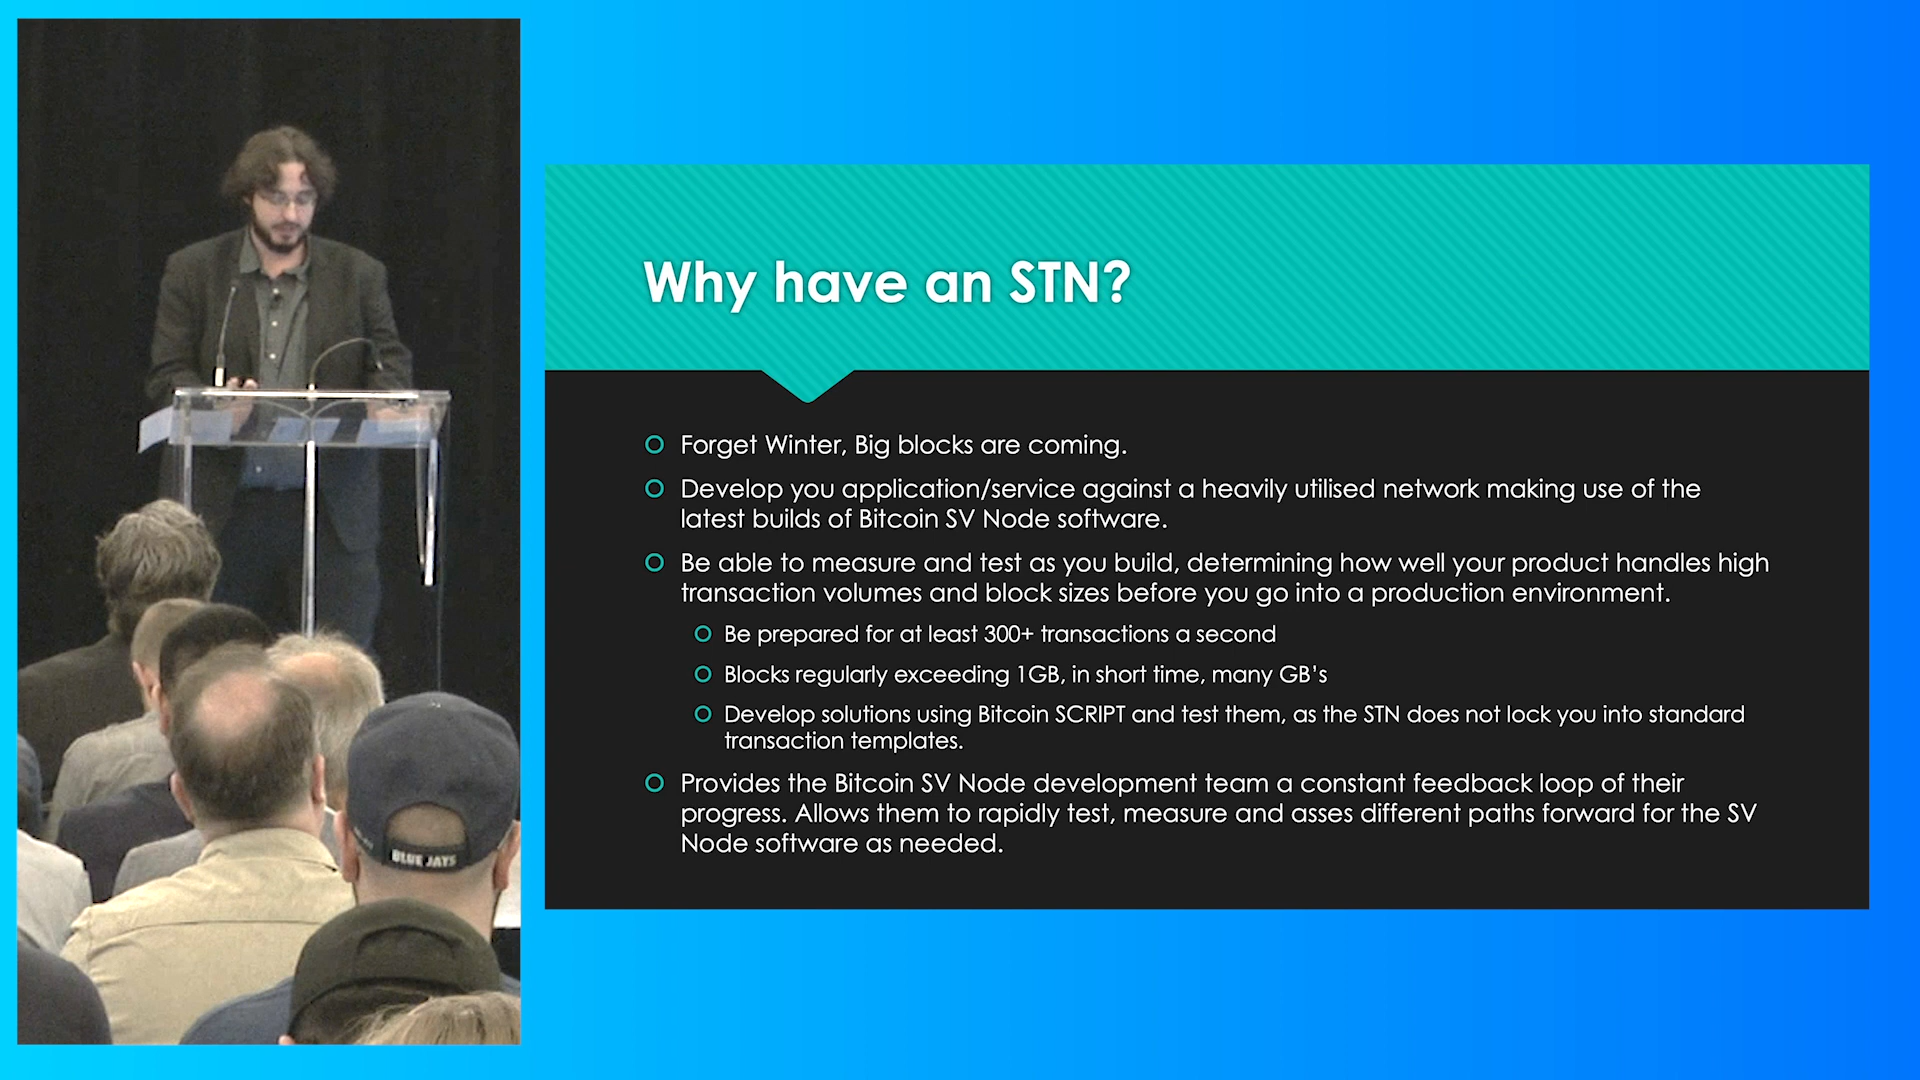 Why have an STN?
Forget Winter, Big blocks are coming.
Develop you application/service against a heavily utilised network making use of the
latest builds of Bitcoin SV Node software.
Be able to measure and test as you build, determining how well your product handles high
transaction volumes and block sizes before you go into a production environment.
Be prepared for at least 300+ transactions a second
Blocks regularly exceeding 1GB, in short time, many GB's
Develop solutions using Bitcoin SCRIPT and test them, as the STN does not lock you into standard
transaction templates.
Provides the Bitcoin SV Node development team a constant feedback loop of their
progress. Allows them to rapidly test, measure and asses different paths forward for the SV
Node software as needed.
BLUE JAYS